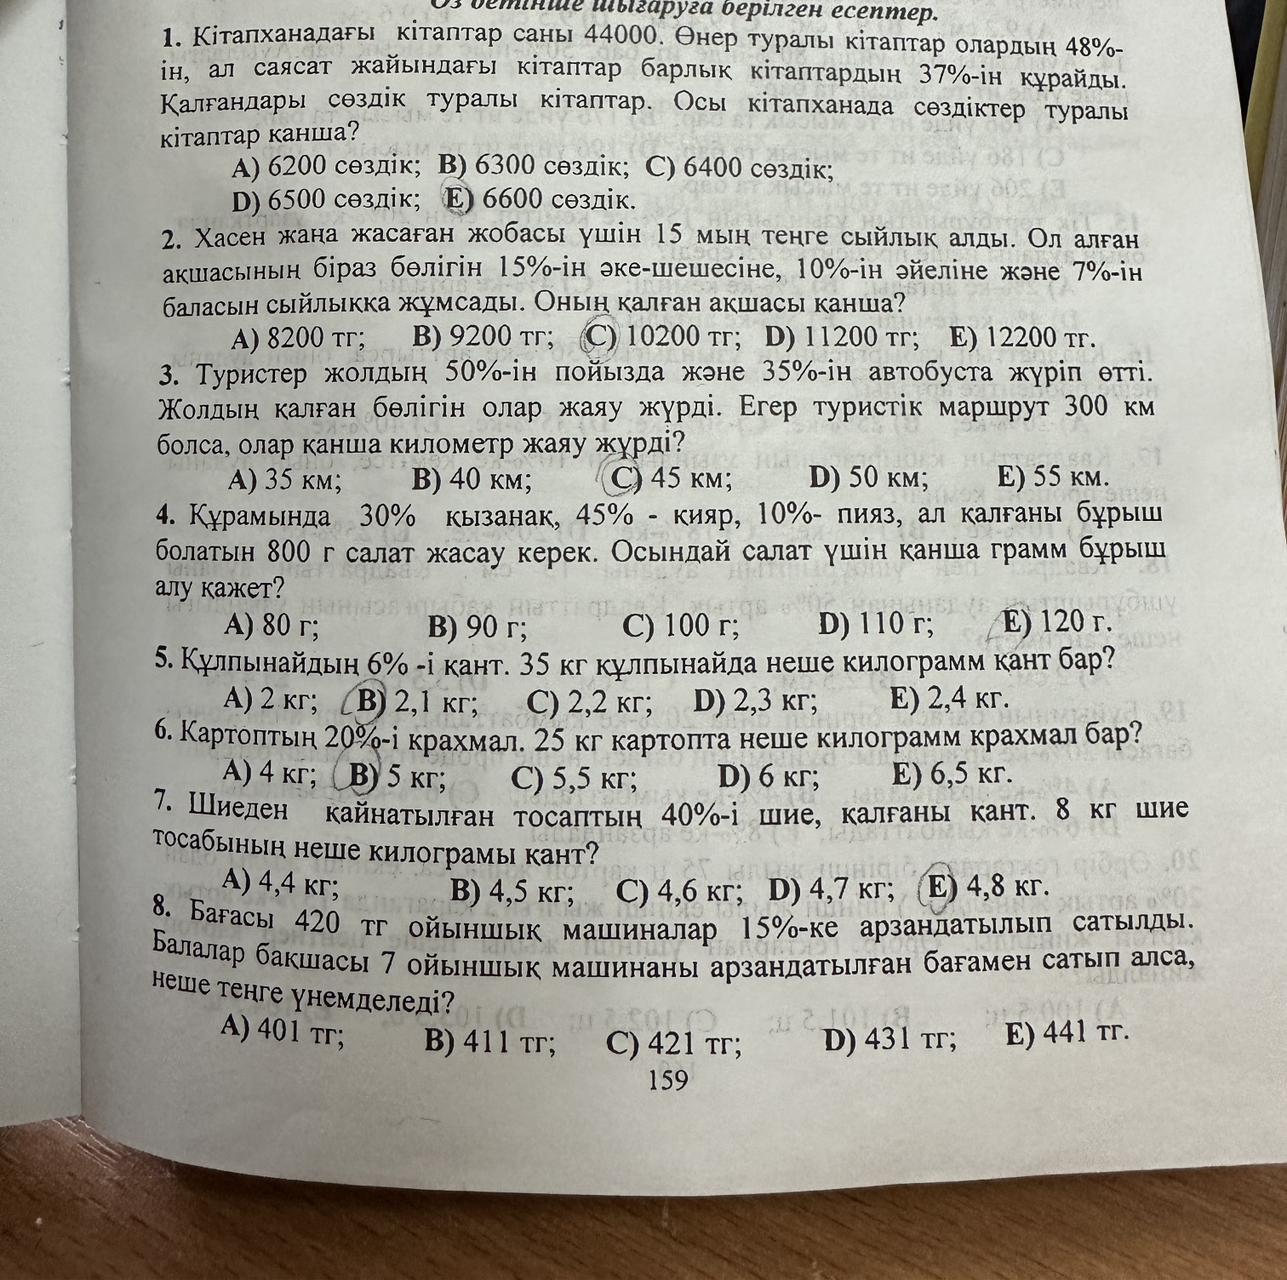 Өз бетінше шығаруға берілген есептер.
1. Кітапханадағы кітаптар саны 44000. Өнер туралы кітаптар олардың 48%-
ін, ал саясат жайындағы кітаптар барлық кітаптардың 37%-ін құрайды.
Қалғандары сөздік туралы кітаптар. Осы кітапханада сөздіктер туралы
кітаптар қанша?
A) 6200 сөздік; B) 6300 сөздік; C) 6400 сөздік;
D) 6500 сөздік; E) 6600 сөздік.
2. Хасен жаңа жасаған жобасы үшін 15 мың теңге сыйлық алды. Ол алған
ақшасының біраз бөлігін 15%-ін әке-шешесіне, 10%-ін әйеліне және 7%-ін
баласын сыйлыққа жұмсады. Оның қалған ақшасы қанша?
A) 8200 тг; B) 9200 тг; C) 10200 тг; D) 11200 тг; E) 12200 тг.
3. Туристер жолдың 50%-ін пойызда және 35%-ін автобуста жүріп өтті.
Жолдың қалған бөлігін олар жаяу жүрді. Егер туристік маршрут 300 км
болса, олар қанша километр жаяу жүрді?
A) 35 км; B) 40 км; C) 45 км; D) 50 км; E) 55 км.
4. Құрамында 30% қызанақ, 45% - қияр, 10%- пияз, ал қалғаны бұрыш
болатын 800 г салат жасау керек. Осындай салат үшін қанша грамм бұрыш
алу қажет?
A) 80 г; B) 90 г; C) 100 г; D) 110 г; E) 120 г.
5. Құлпынайдың 6% -і қант. 35 кг құлпынайда неше килограмм қант бар?
A) 2 кг; B) 2,1 кг; C) 2,2 кг; D) 2,3 кг; E) 2,4 кг.
6. Картоптың 20%-і крахмал. 25 кг картопта неше килограмм крахмал бар?
A) 4 кг; B) 5 кг; C) 5,5 кг; D) 6 кг; E) 6,5 кг.
7. Шиеден қайнатылған тосаптың 40%-і шие, қалғаны қант. 8 кг шие
тосабының неше килограмы қант?
A) 4,4 кг; B) 4,5 кг; C) 4,6 кг; D) 4,7 кг; E) 4,8 кг.
8. Бағасы 420 тг ойыншық машиналар 15%-ке арзандатылып сатылды.
Балалар бақшасы 7 ойыншық машинаны арзандатылған бағамен сатып алса,
неше теңге үнемделеді?
A) 401 тг; B) 411 тг; C) 421 тг; D) 431 тг; E) 441 тг.
159